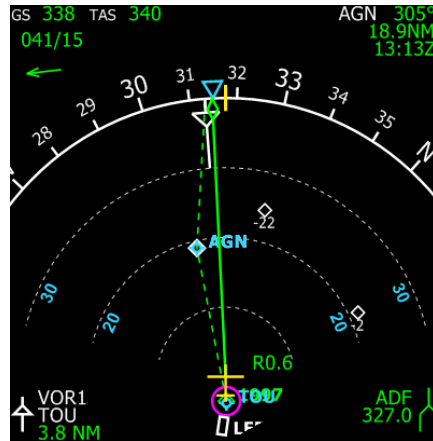 GS 338 TAS 340
AGN 305°
041/15
18.9NM
13:13Z
28 29 30 31 32 33 34 35 N
-22
AGN
30 20 20 30
-2
R0.6
TOU
VOR1
TOU
3.8 NM
ADF
327.0